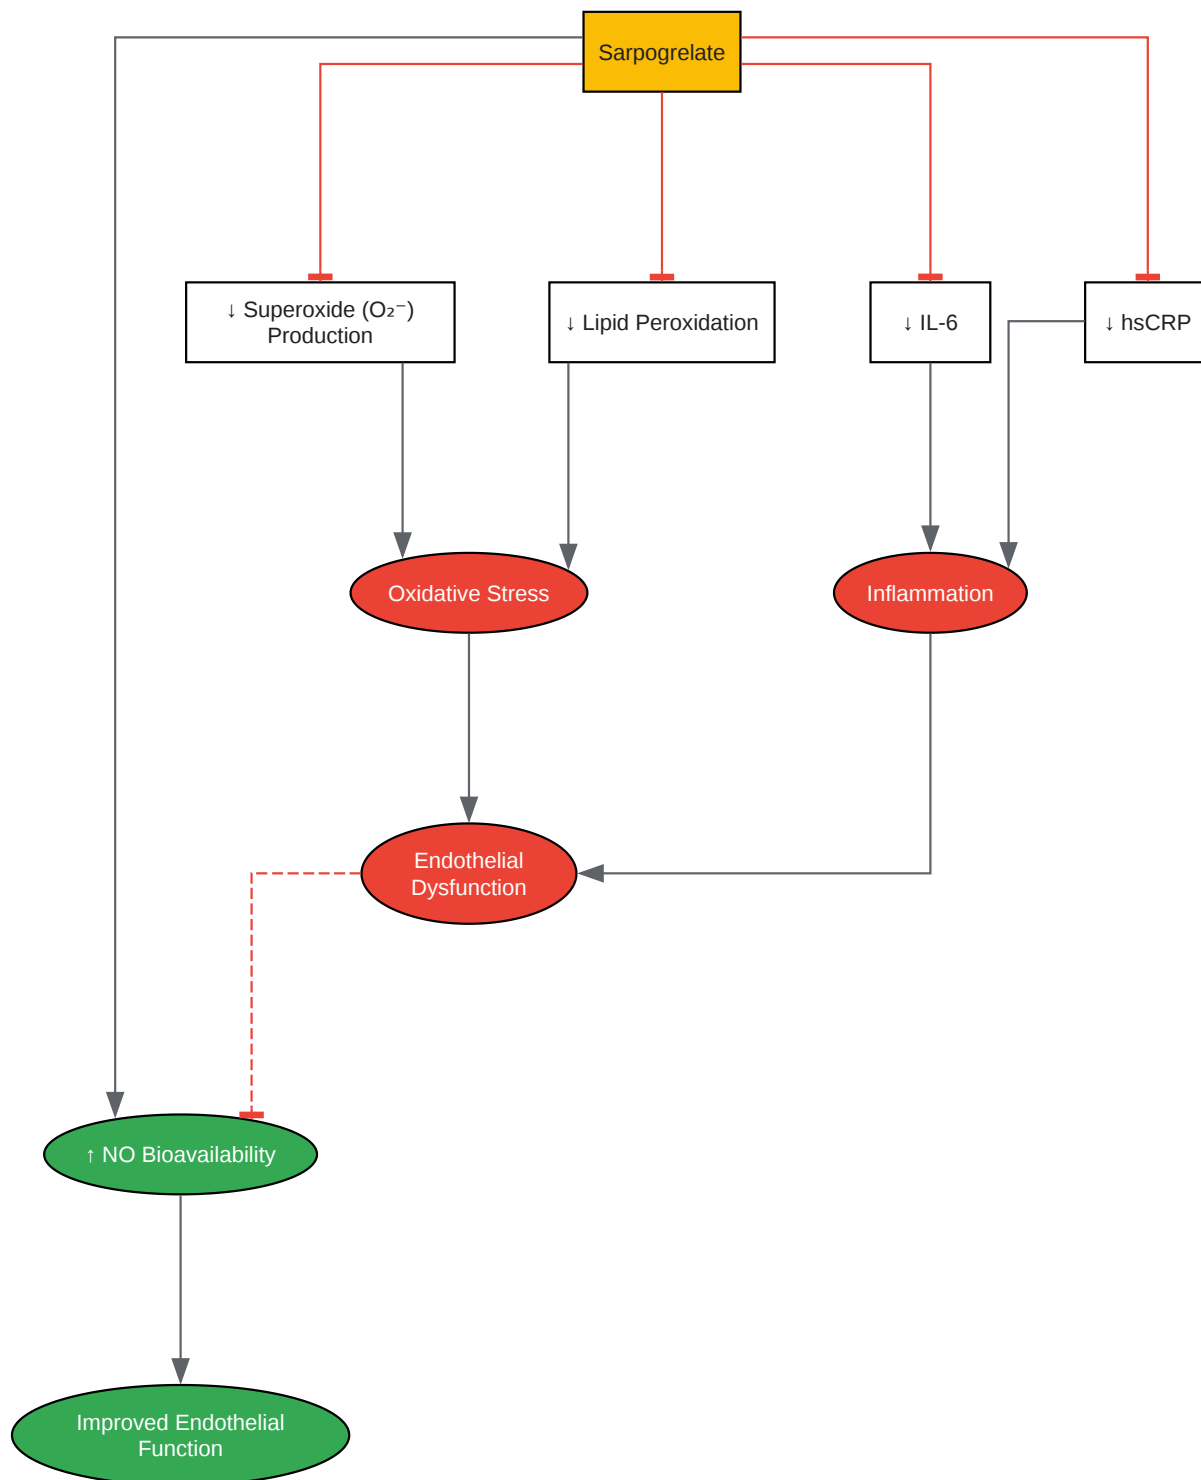 Sarpogrelate
↓ Superoxide (O₂⁻)
Production
↓ Lipid Peroxidation
↓ IL-6
↓ hsCRP
Oxidative Stress
Inflammation
Endothelial
Dysfunction
↑ NO Bioavailability
Improved Endothelial
Function